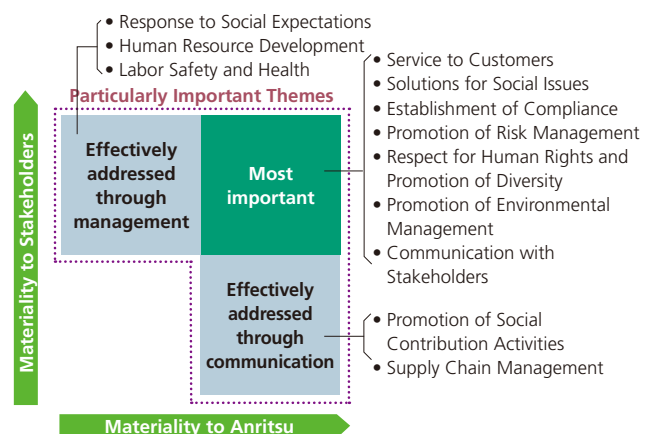 • Response to Social Expectations
• Human Resource Development
• Labor Safety and Health
Particularly Important Themes
Materiality to Stakeholders
Effectively
addressed
through
management
Most
important
• Service to Customers
• Solutions for Social Issues
• Establishment of Compliance
• Promotion of Risk Management
• Respect for Human Rights and
Promotion of Diversity
• Promotion of Environmental
Management
• Communication with
Stakeholders
Effectively
addressed
through
communication
• Promotion of Social
Contribution Activities
• Supply Chain Management
Materiality to Anritsu